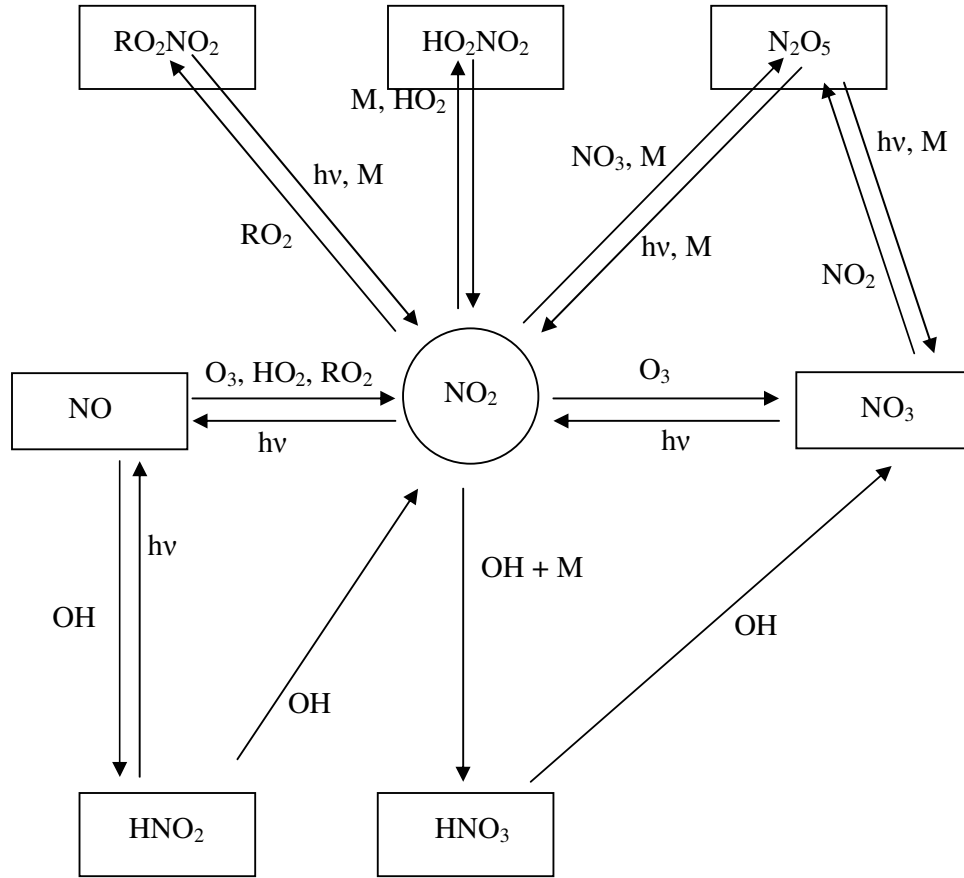 RO₂NO₂
HO₂NO₂
N₂O₅
M, HO₂
hν, M
NO₃, M
hν, M
RO₂
hν, M
NO₂
O₃, HO₂, RO₂
O₃
NO
NO₂
NO₃
hν
hν
hν
OH + M
OH
OH
OH
HNO₂
HNO₃